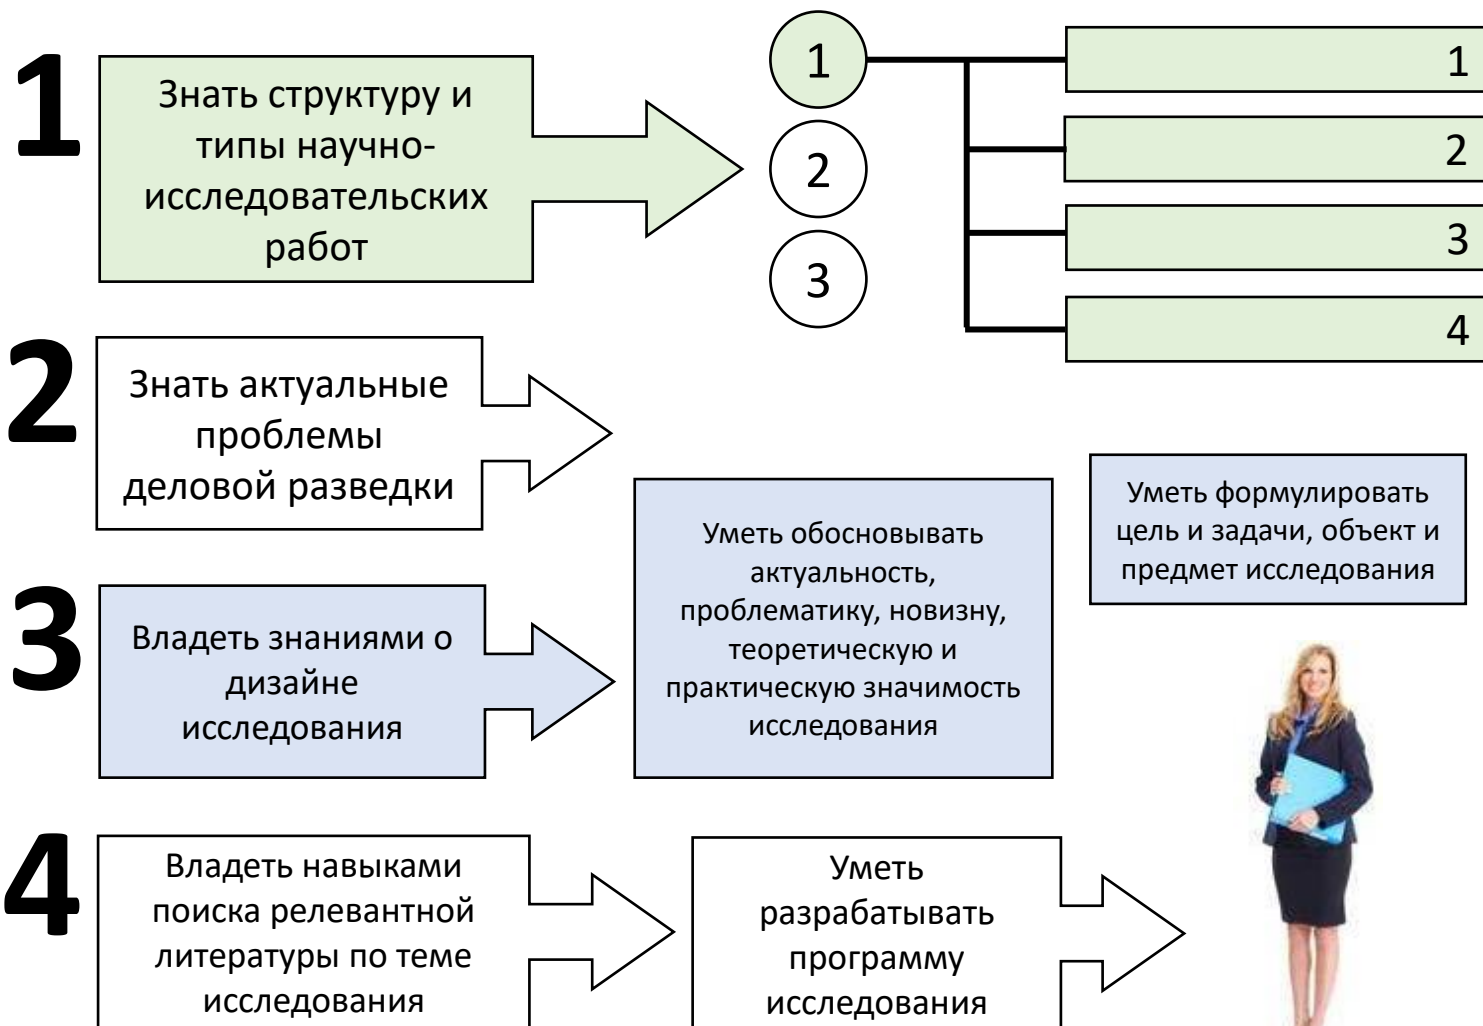 1
Знать структуру и
типы научно-
исследовательских
работ
1
2
3
1
2
3
4
2
Знать актуальные
проблемы
деловой разведки
3
Владеть знаниями о
дизайне
исследования
Уметь обосновывать
актуальность,
проблематику, новизну,
теоретическую и
практическую значимость
исследования
Уметь формулировать
цель и задачи, объект и
предмет исследования
4
Владеть навыками
поиска релевантной
литературы по теме
исследования
Уметь
разрабатывать
программу
исследования